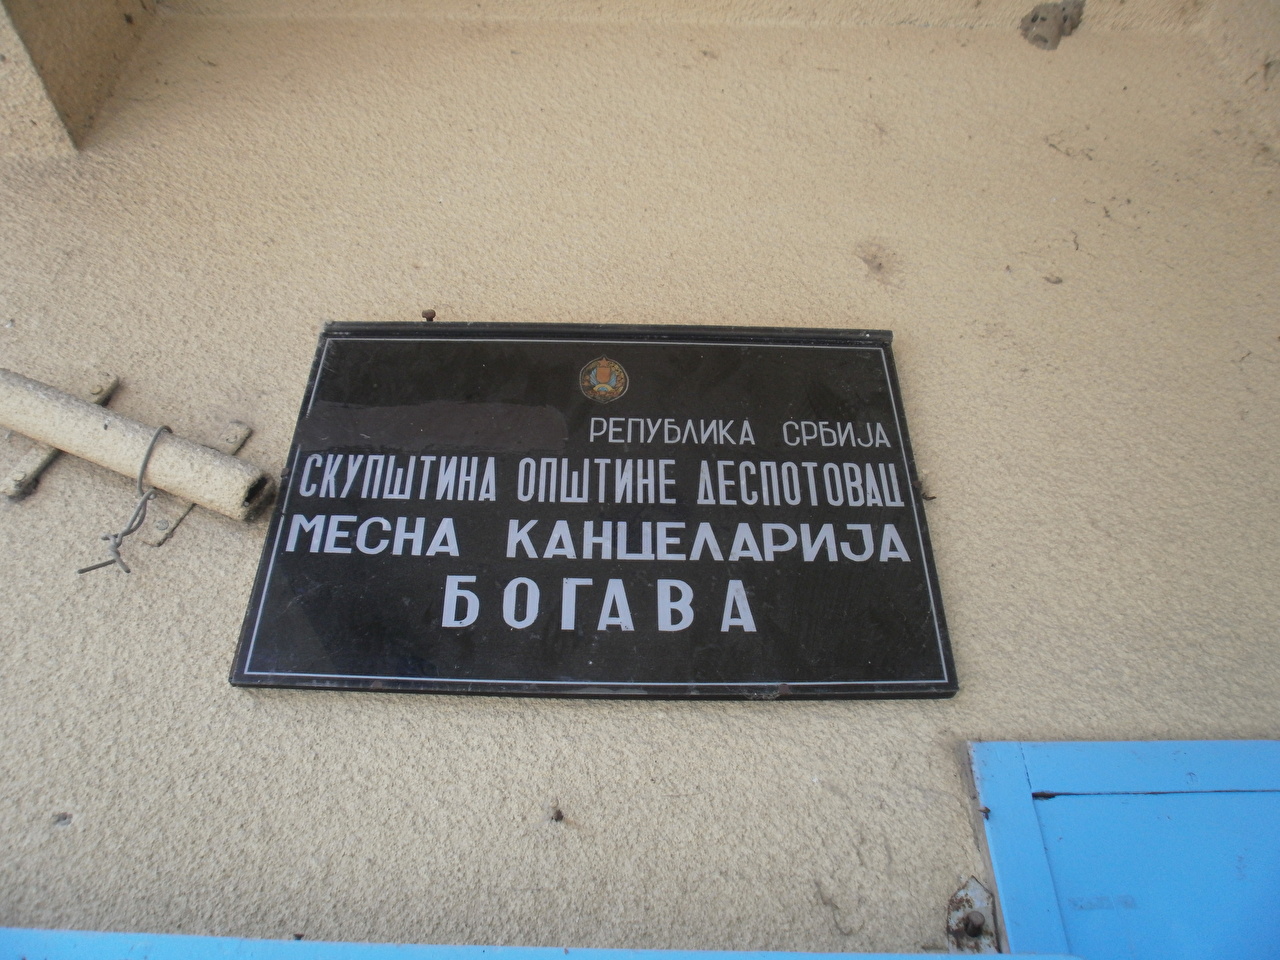 РЕПУБЛИКА СРБИЈА
СКУПШТИНА ОПШТИНЕ ДЕСПОТОВАЦ
МЕСНА КАНЦЕЛАРИЈА
БОГАВА